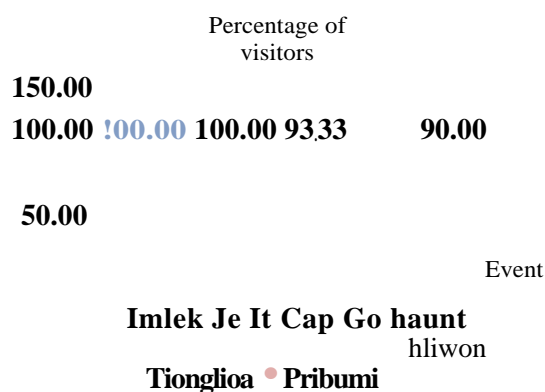 Percentage of
visitors
150.00
100.00 !00.00 100.00 93,33 90.00
50.00
Event
Imlek Je It Cap Go haunt
hliwon
Tionglioa Pribumi